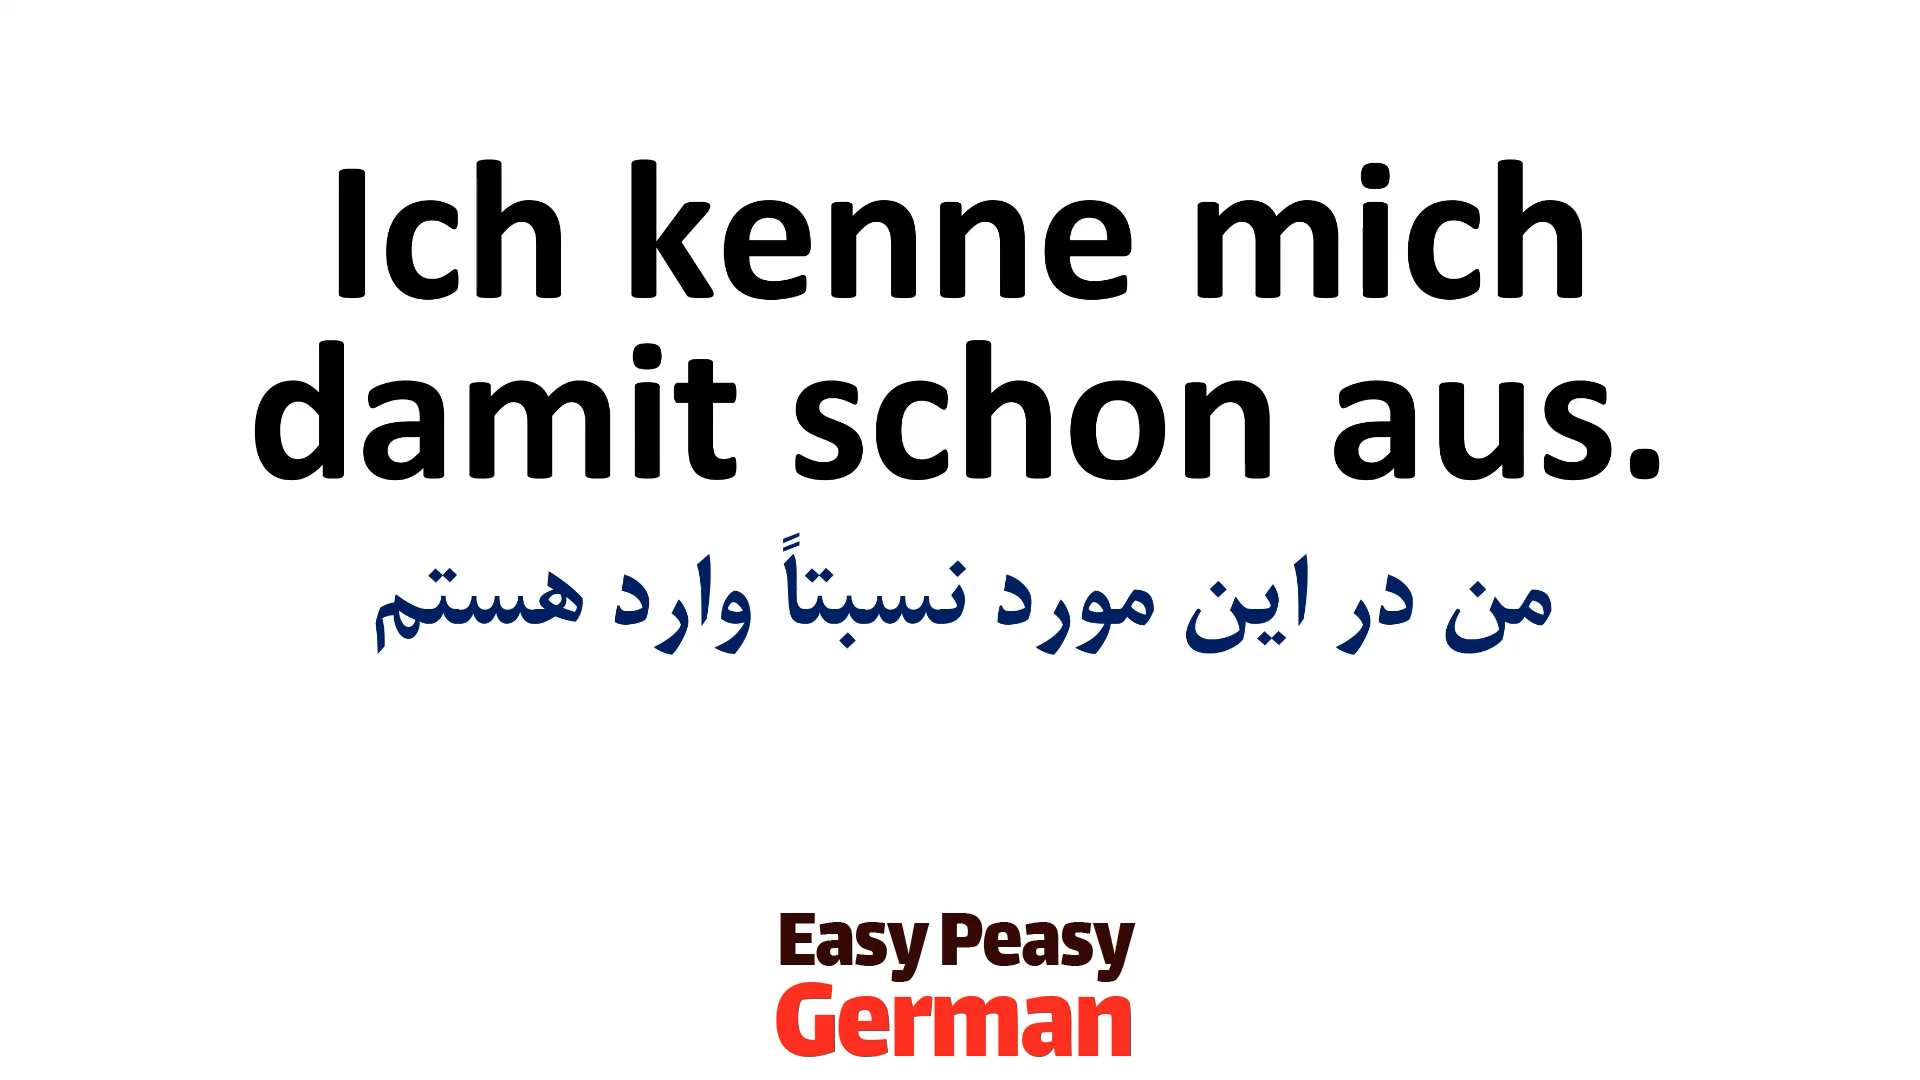 Ich kenne mich
damit schon aus.
من در این مورد نسبتاً وارد هستم
Easy Peasy
German